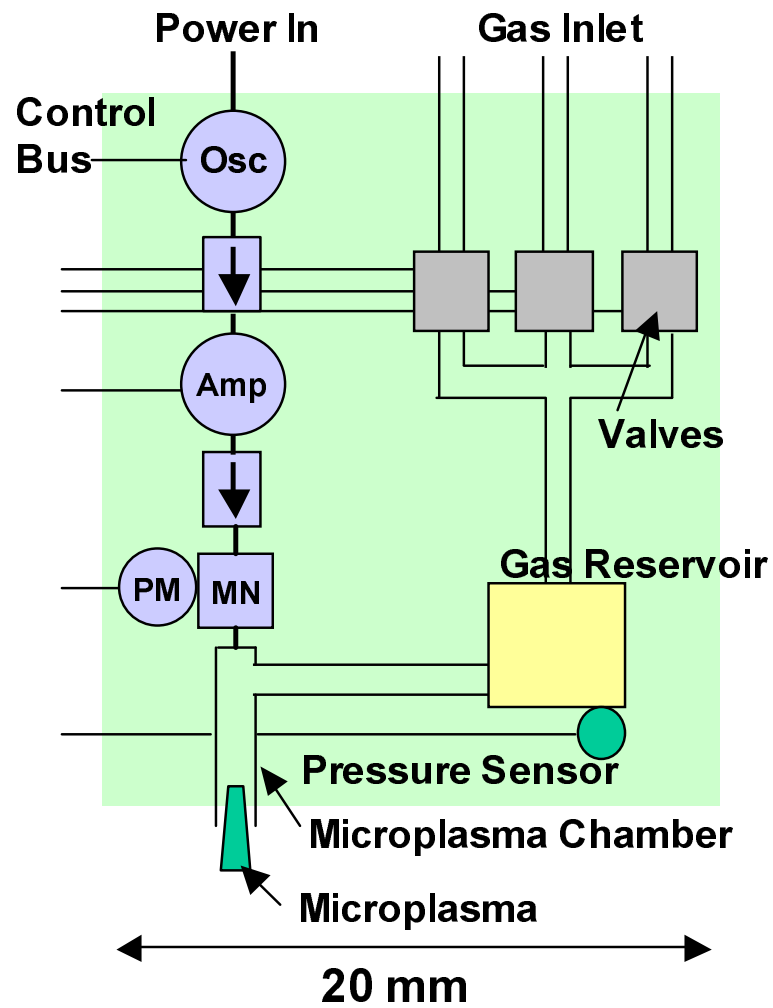 Power In
Gas Inlet
Control
Bus
Osc
Amp
Valves
Gas Reservoir
PM
MN
Pressure Sensor
Microplasma Chamber
Microplasma
20 mm